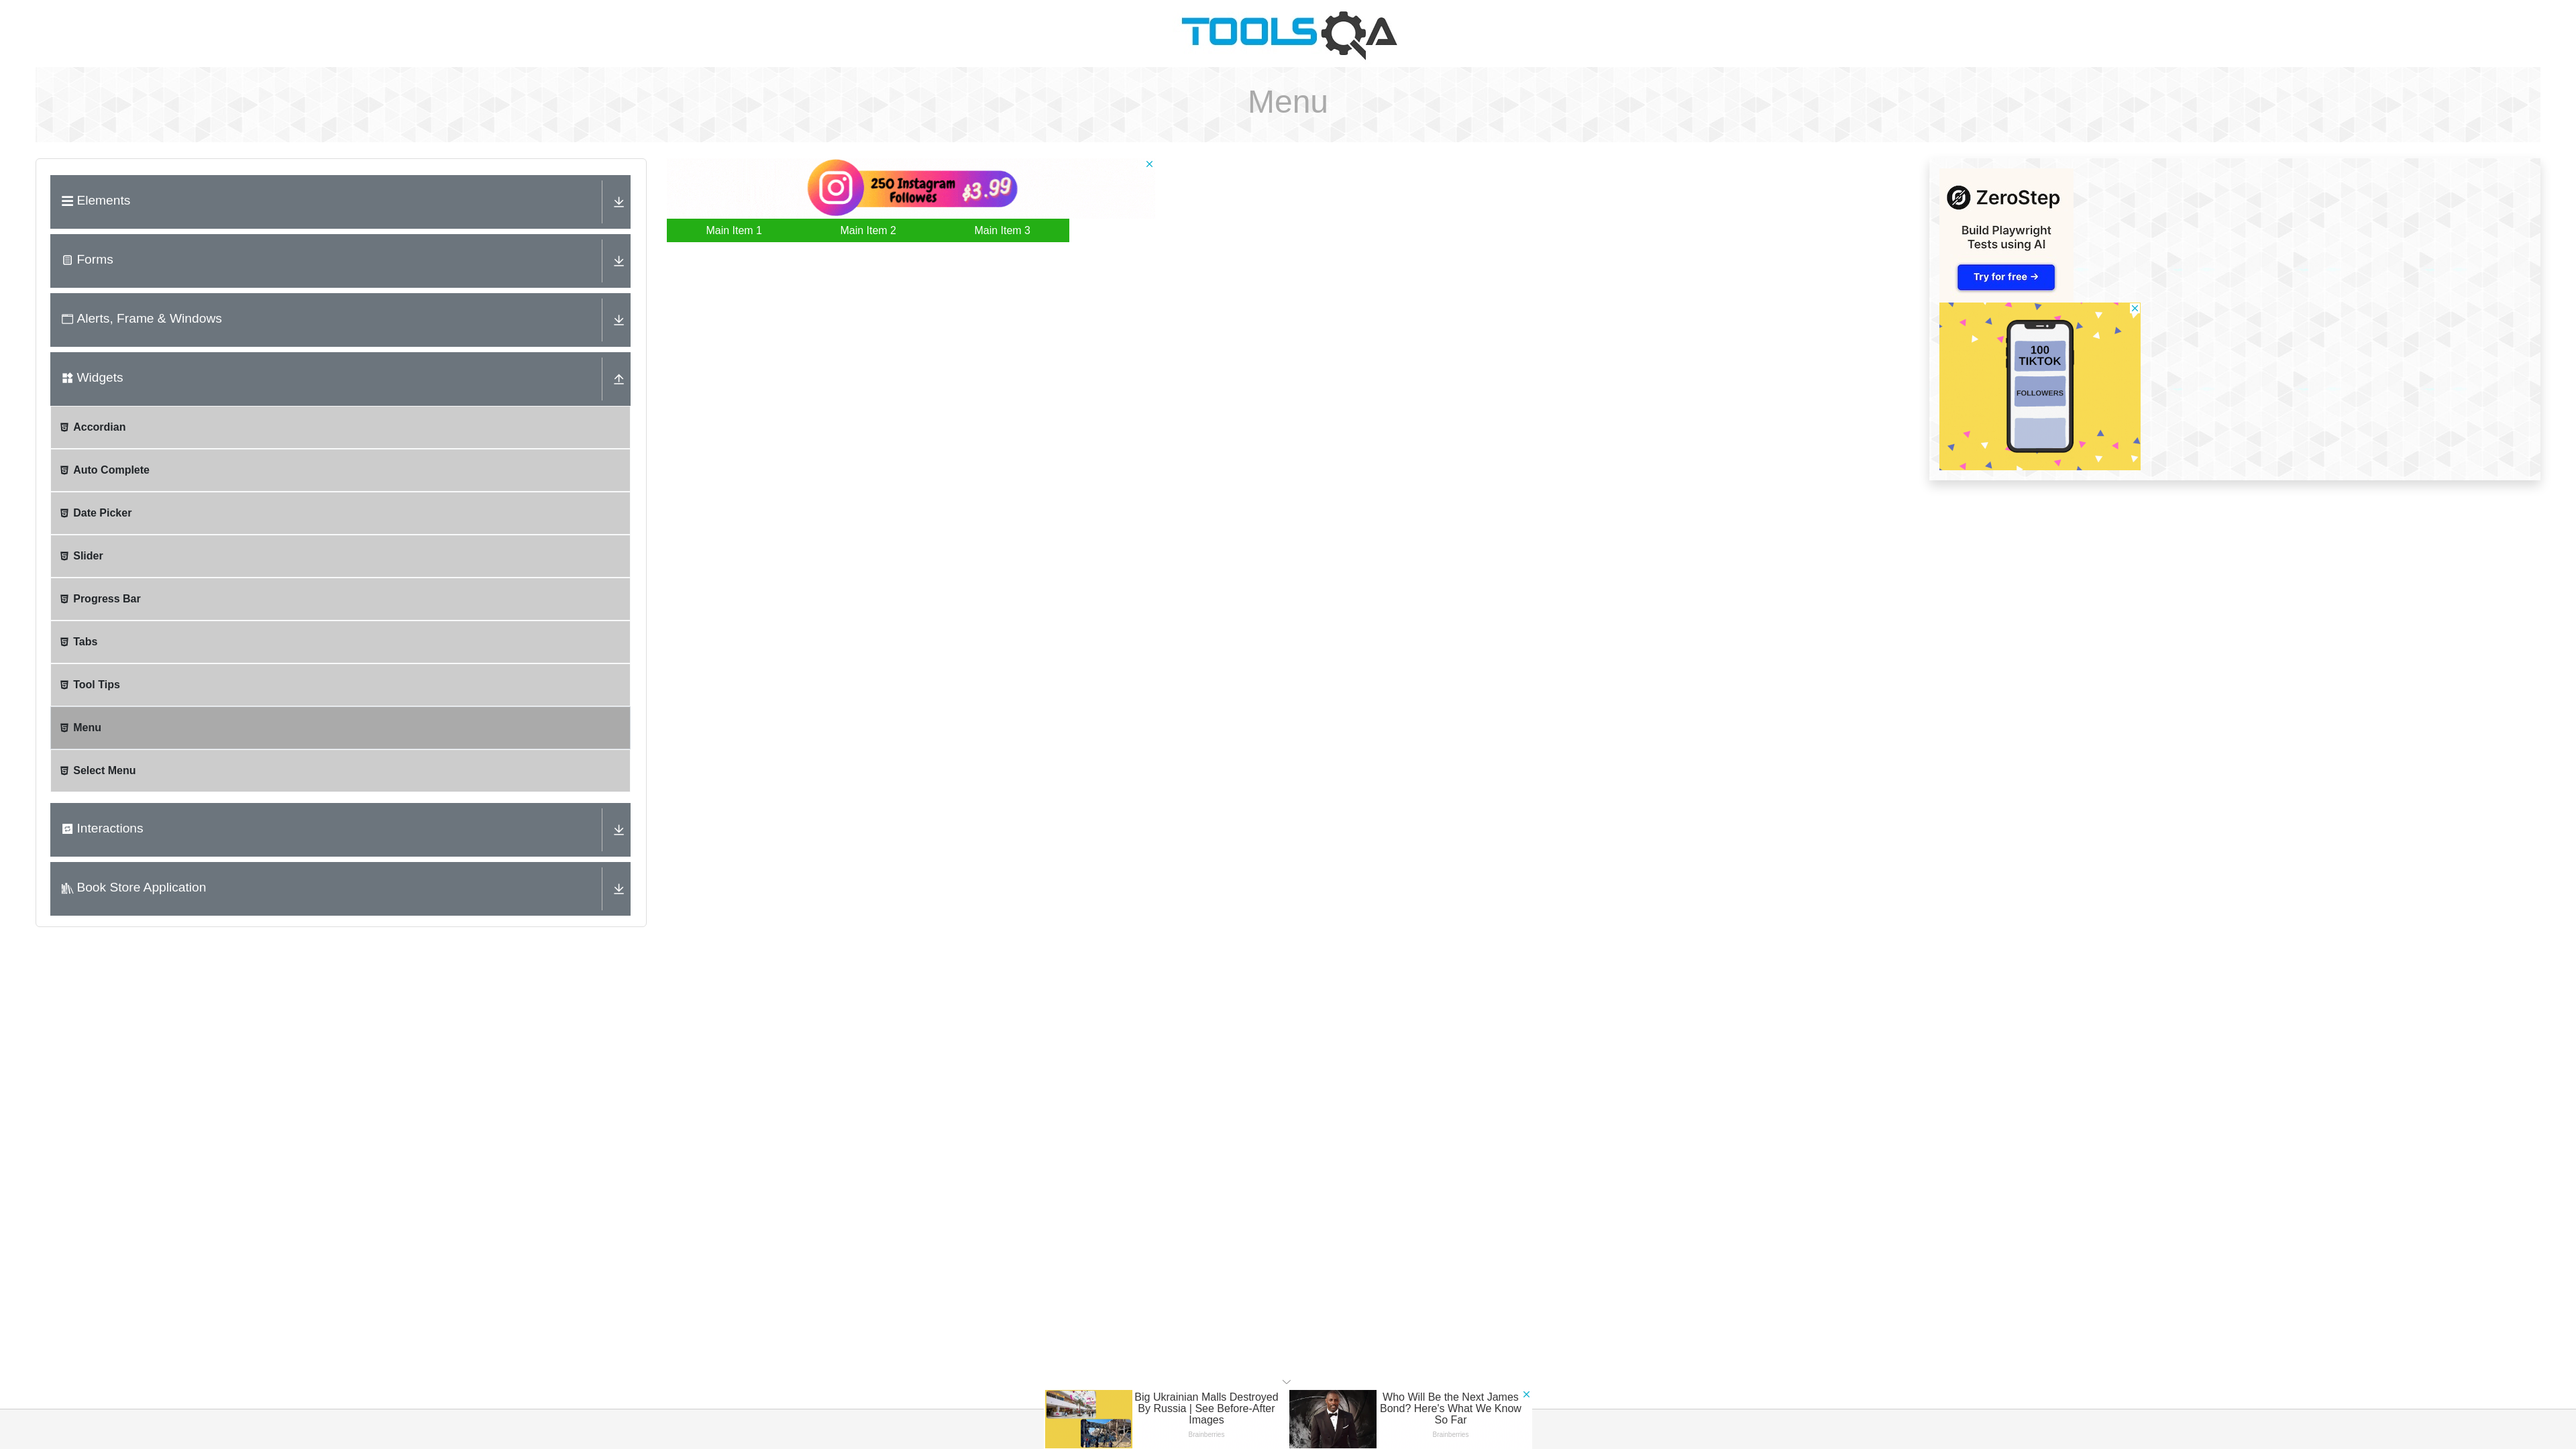 TOOLSQA
Menu
Elements
Forms
Alerts, Frame & Windows
Widgets
Accordian
Auto Complete
Date Picker
Slider
Progress Bar
Tabs
Tool Tips
Menu
Select Menu
Interactions
Book Store Application
250 Instagram
Followes
$3.99
Main Item 1
Main Item 2
Main Item 3
ZeroStep
Build Playwright
Tests using AI
Try for free →
100
TIKTOK
FOLLOWERS
Big Ukrainian Malls Destroyed
By Russia | See Before-After
Images
Brainberries
Who Will Be the Next James
Bond? Here's What We Know
So Far
Brainberries